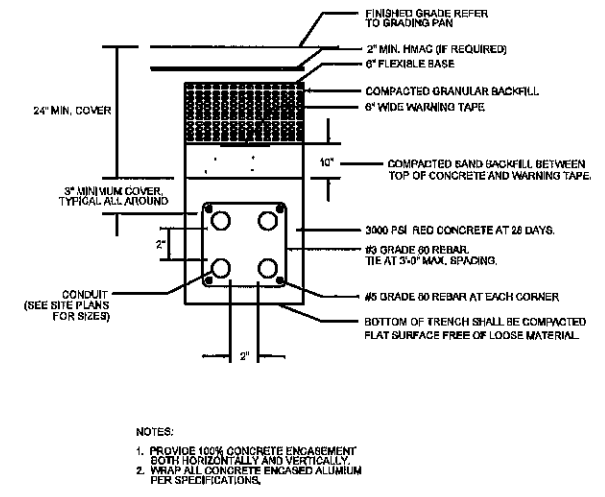 FINISHED GRADE REFER
TO GRADING PAN
2" MIN. HMAC (IF REQUIRED)
6" FLEXIBLE BASE
COMPACTED GRANULAR BACKFILL
6" WIDE WARNING TAPE
24" MIN. COVER
10"
COMPACTED SAND BACKFILL BETWEEN
TOP OF CONCRETE AND WARNING TAPE.
3" MINIMUM COVER,
TYPICAL ALL AROUND
3000 PSI RED CONCRETE AT 28 DAYS.
2"
#3 GRADE 60 REBAR.
TIE AT 3'-0" MAX. SPACING.
CONDUIT
(SEE SITE PLANS
FOR SIZES)
#5 GRADE 60 REBAR AT EACH CORNER
BOTTOM OF TRENCH SHALL BE COMPACTED
FLAT SURFACE FREE OF LOOSE MATERIAL
2"
NOTES:
1. PROVIDE 100% CONCRETE ENCASEMENT
BOTH HORIZONTALLY AND VERTICALLY.
2. WRAP ALL CONCRETE ENCASED ALUMIUM
PER SPECIFICATIONS.